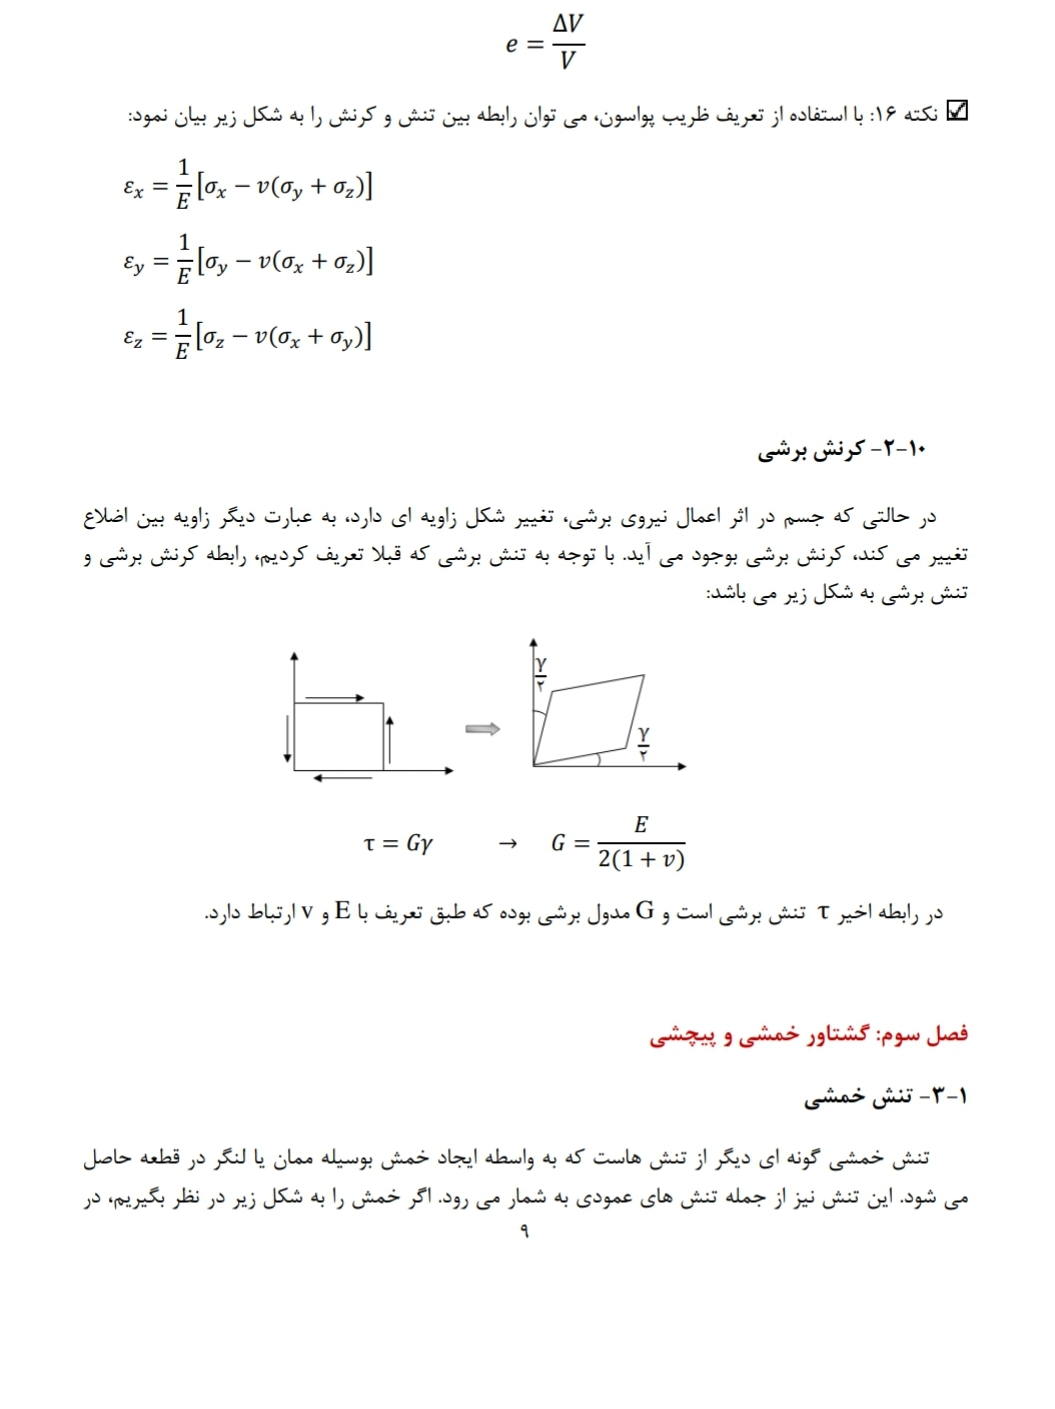 e = ΔV/V
☑ نکته ۱۶: با استفاده از تعریف ظریب پواسون، می توان رابطه بین تنش و کرنش را به شکل زیر بیان نمود:
εx = 1/E [σx − v(σy + σz)]
εy = 1/E [σy − v(σx + σz)]
εz = 1/E [σz − v(σx + σy)]
۲-۱۰- کرنش برشی
در حالتی که جسم در اثر اعمال نیروی برشی، تغییر شکل زاویه ای دارد، به عبارت دیگر زاویه بین اضلاع
تغییر می کند، کرنش برشی بوجود می آید. با توجه به تنش برشی که قبلا تعریف کردیم، رابطه کرنش برشی و
تنش برشی به شکل زیر می باشد:
γ/۲
γ/۲
τ = Gγ → G = E/2(1 + v)
در رابطه اخیر τ تنش برشی است و G مدول برشی بوده که طبق تعریف با E و v ارتباط دارد.
فصل سوم: گشتاور خمشی و پیچشی
۳-۱- تنش خمشی
تنش خمشی گونه ای دیگر از تنش هاست که به واسطه ایجاد خمش بوسیله ممان یا لنگر در قطعه حاصل
می شود. این تنش نیز از جمله تنش های عمودی به شمار می رود. اگر خمش را به شکل زیر در نظر بگیریم، در
۹